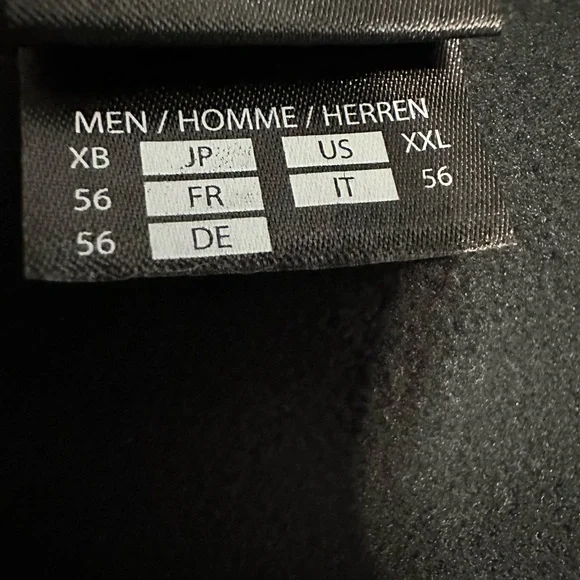 MEN / HOMME / HERREN
XB JP US XXL
56 FR IT 56
56 DE